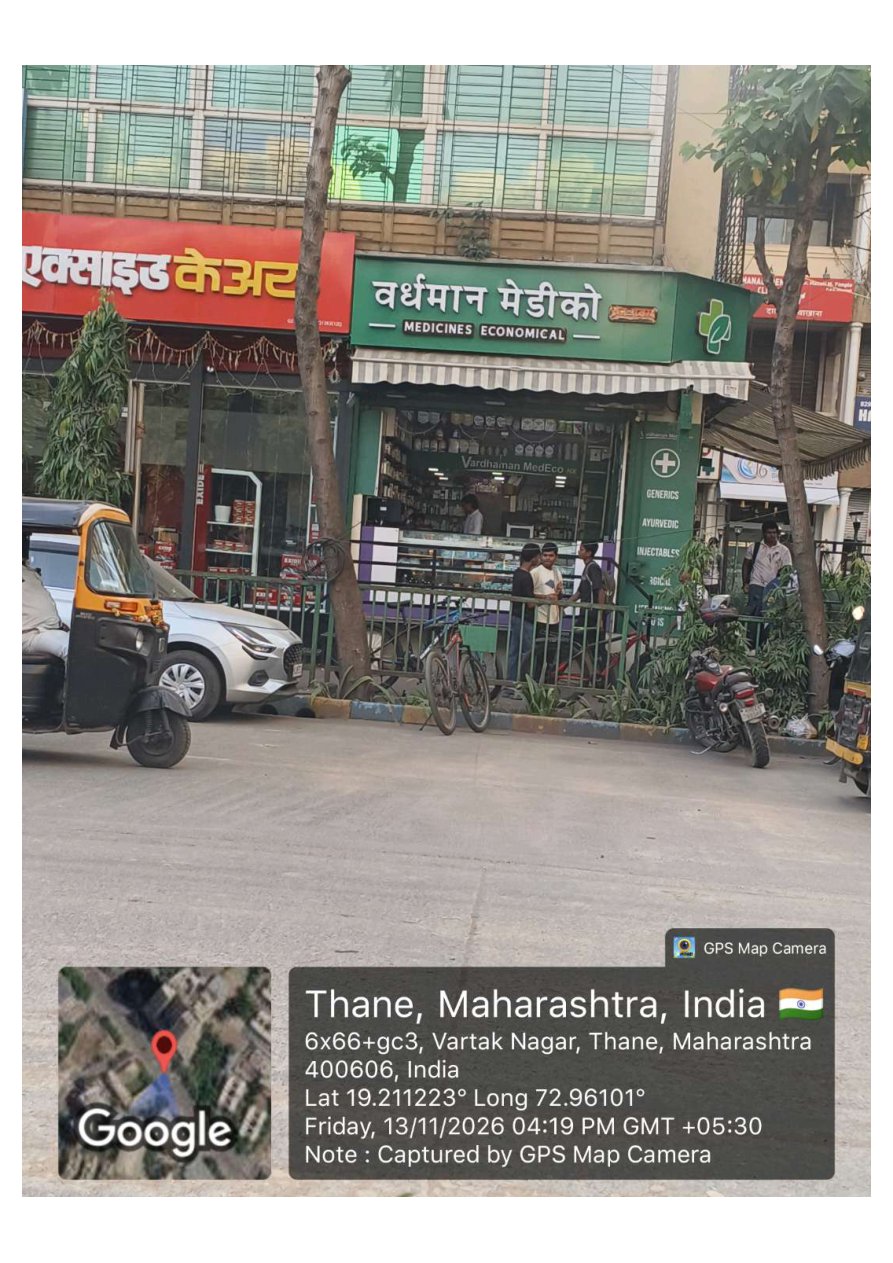 एक्साइड केअर
वर्धमान मेडीको
MEDICINES ECONOMICAL
Vardhaman MedEco
EXIDE
GENERICS
AYURVEDIC
INJECTABLES
GPS Map Camera
Thane, Maharashtra, India
6x66+gc3, Vartak Nagar, Thane, Maharashtra
400606, India
Lat 19.211223° Long 72.96101°
Friday, 13/11/2026 04:19 PM GMT +05:30
Note : Captured by GPS Map Camera
Google